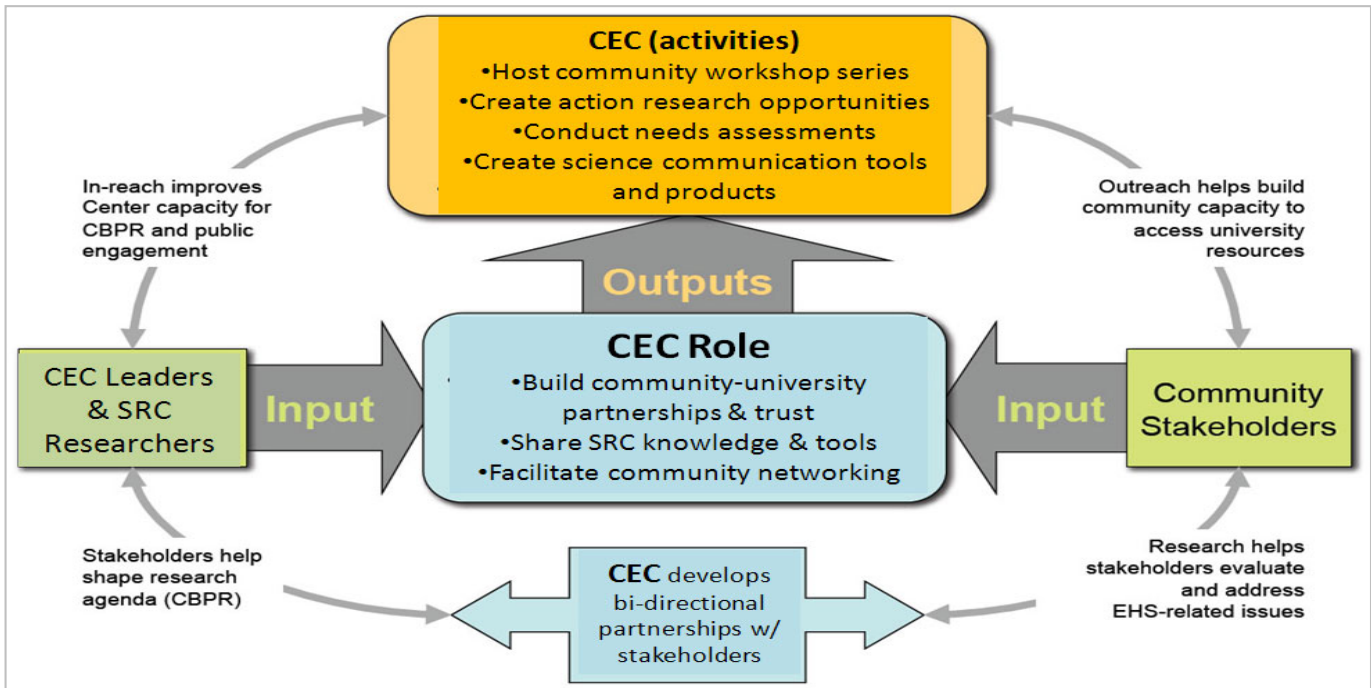 CEC (activities)
•Host community workshop series
•Create action research opportunities
•Conduct needs assessments
•Create science communication tools
and products
In-reach improves
Center capacity for
CBPR and public
engagement
Outreach helps build
community capacity to
access university
resources
Outputs
CEC Leaders
& SRC
Researchers
Input
CEC Role
•Build community-university
partnerships & trust
•Share SRC knowledge & tools
•Facilitate community networking
Input
Community
Stakeholders
Stakeholders help
shape research
agenda (CBPR)
CEC develops
bi-directional
partnerships w/
stakeholders
Research helps
stakeholders evaluate
and address
EHS-related issues